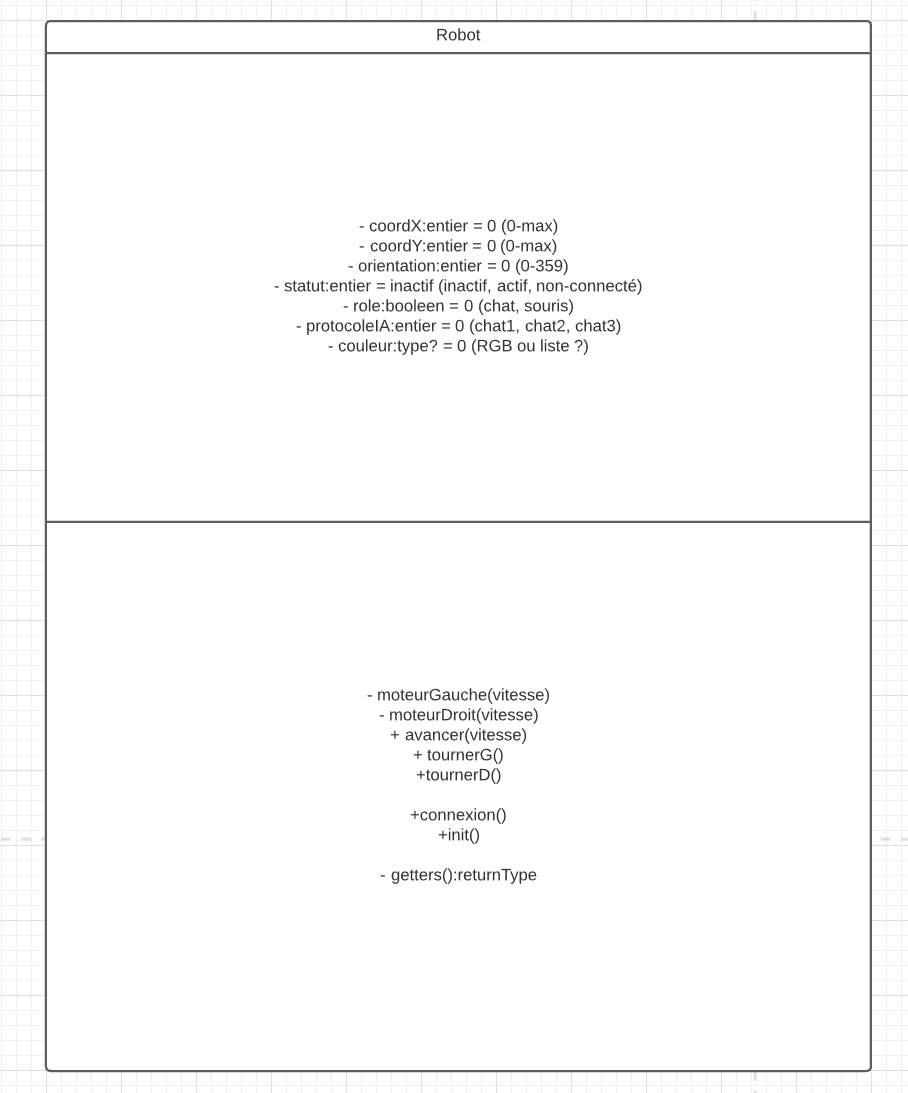 Robot
- coordX:entier = 0 (0-max)
- coordY:entier = 0 (0-max)
- orientation:entier = 0 (0-359)
- statut:entier = inactif (inactif, actif, non-connecté)
- role:booleen = 0 (chat, souris)
- protocoleIA:entier = 0 (chat1, chat2, chat3)
- couleur:type? = 0 (RGB ou liste ?)
- moteurGauche(vitesse)
- moteurDroit(vitesse)
+ avancer(vitesse)
+ tournerG()
+tournerD()
+connexion()
+init()
- getters():returnType